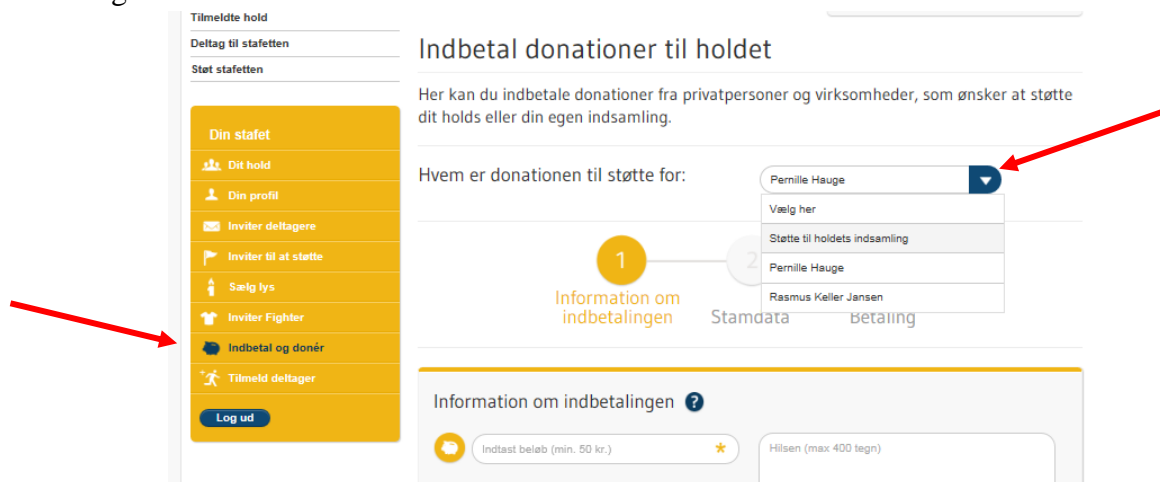 Tilmeldte hold
Deltag til stafetten
Støt stafetten
Din stafet
Dit hold
Din profil
Inviter deltagere
Inviter til at støtte
Sælg lys
Inviter Fighter
Indbetal og donér
Tilmeld deltager
Log ud
Indbetal donationer til holdet
Her kan du indbetale donationer fra privatpersoner og virksomheder, som ønsker at støtte
dit holds eller din egen indsamling.
Hvem er donationen til støtte for:
Pernille Hauge
Vælg her
Støtte til holdets indsamling
Pernille Hauge
Rasmus Keller Jansen
1
2
Information om
indbetalingen
Stamdata
Betaling
Information om indbetalingen ?
Indtast beløb (min. 50 kr.) *
Hilsen (max 400 tegn)